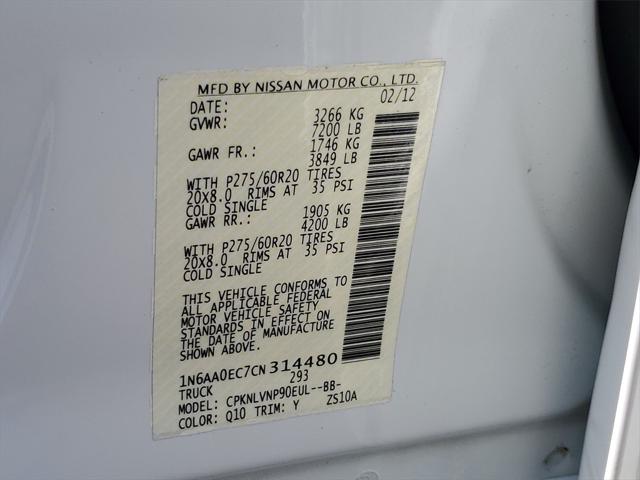 MFD BY NISSAN MOTOR CO., LTD.
DATE: 02/12
GVWR: 3266 KG
7200 LB
GAWR FR.: 1746 KG
3849 LB
WITH P275/60R20 TIRES
20X8.0 RIMS AT 35 PSI
COLD SINGLE
GAWR RR.: 1905 KG
4200 LB
WITH P275/60R20 TIRES
20X8.0 RIMS AT 35 PSI
COLD SINGLE
THIS VEHICLE CONFORMS TO
ALL APPLICABLE FEDERAL
MOTOR VEHICLE SAFETY
STANDARDS IN EFFECT ON
THE DATE OF MANUFACTURE
SHOWN ABOVE.
1N6AA0EC7CN314480
TRUCK 293
MODEL: CPKNLVNP90EUL--BB-
COLOR: Q10 TRIM: Y ZS10A